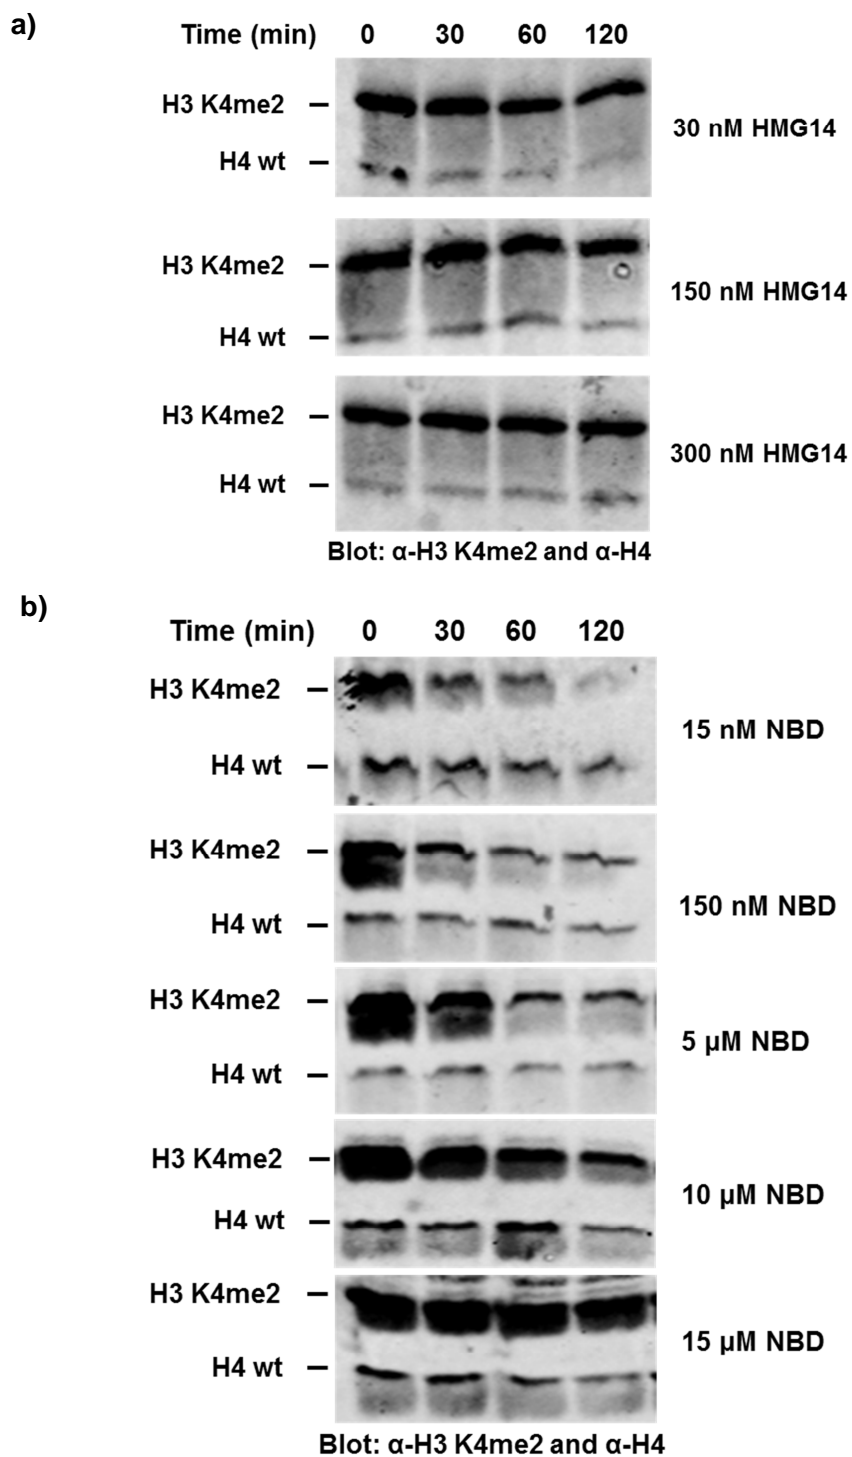 a)
Time (min) 0 30 60 120
H3 K4me2
30 nM HMG14
H4 wt
H3 K4me2
150 nM HMG14
H4 wt
H3 K4me2
300 nM HMG14
H4 wt
Blot: α-H3 K4me2 and α-H4
b)
Time (min) 0 30 60 120
H3 K4me2
15 nM NBD
H4 wt
H3 K4me2
150 nM NBD
H4 wt
H3 K4me2
5 µM NBD
H4 wt
H3 K4me2
10 µM NBD
H4 wt
H3 K4me2
15 µM NBD
H4 wt
Blot: α-H3 K4me2 and α-H4